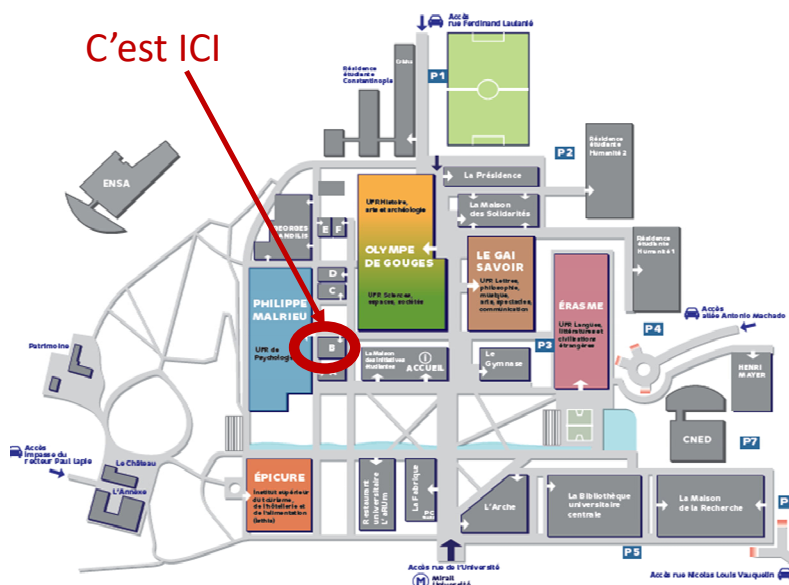 C'est ICI
Accès
rue Ferdinand Laulanié
Résidence
étudiante
Constantinople
Crèche
P1
P2
Résidence
étudiante
Humanité 2
ENSA
La Présidence
UFR Histoire,
arts et archéologie
La Maison
des Solidarités
GEORGES
CANDILIS
E
F
OLYMPE
DE GOUGES
LE GAI
SAVOIR
Résidence
étudiante
Humanité 1
D
C
PHILIPPE
MALRIEU
UFR Sciences,
espaces, sociétés
UFR Lettres,
philosophie,
musique,
arts, spectacles,
communication
ÉRASME
Accès
allée Antonio Machado
UFR Langues,
littératures et
civilisations
étrangères
P4
P3
Patrimoine
UFR de
Psychologie
B
La Maison
des initiatives
étudiantes
ACCUEIL
Le
Gymnase
HENRI
MAYER
CNED
P7
Accès
Impasse du
recteur Paul Lapie
Le Château
L'Annexe
ÉPICURE
Institut supérieur
du tourisme,
de l'hôtellerie et
de l'alimentation
(isthia)
Restaurant
universitaire
L'aRUm
La Fabrique
L'Arche
La Bibliothèque
universitaire
centrale
La Maison
de la Recherche
P5
Accès rue de l'Université
M Mirail
Université
Accès rue Nicolas Louis Vauquelin